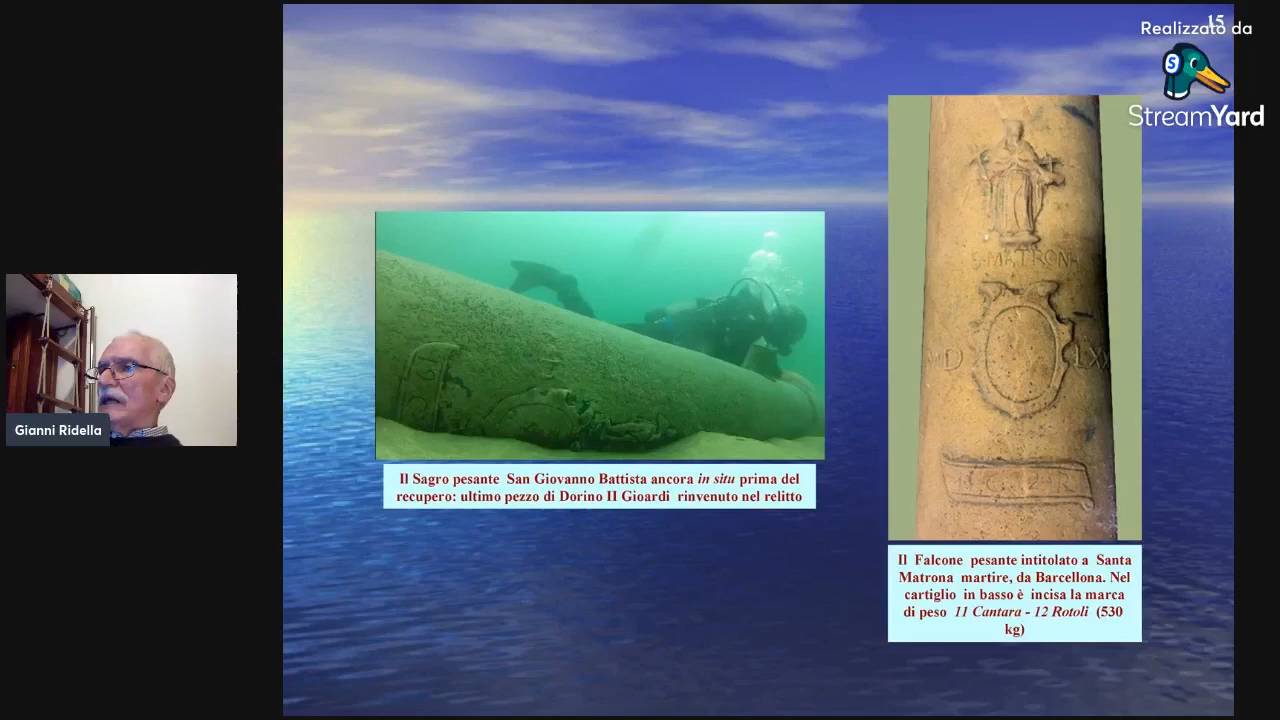 15
Realizzato da
StreamYard
S·MATRONA
MD LXX
Gianni Ridella
Il Sagro pesante San Giovanno Battista ancora in situ prima del
recupero: ultimo pezzo di Dorino II Gioardi rinvenuto nel relitto
Il Falcone pesante intitolato a Santa
Matrona martire, da Barcellona. Nel
cartiglio in basso è incisa la marca
di peso 11 Cantara - 12 Rotoli (530
kg)